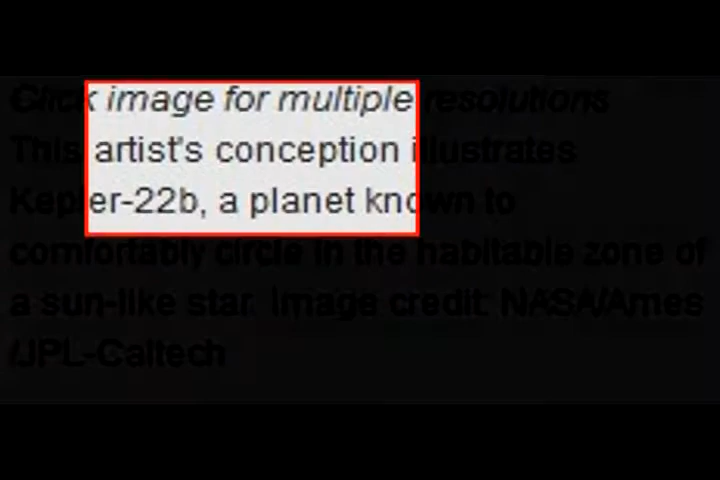 Click image for multiple resolutions
This artist's conception illustrates
Kepler-22b, a planet known to
comfortably circle in the habitable zone of
a sun-like star. Image credit: NASA/Ames
/JPL-Caltech